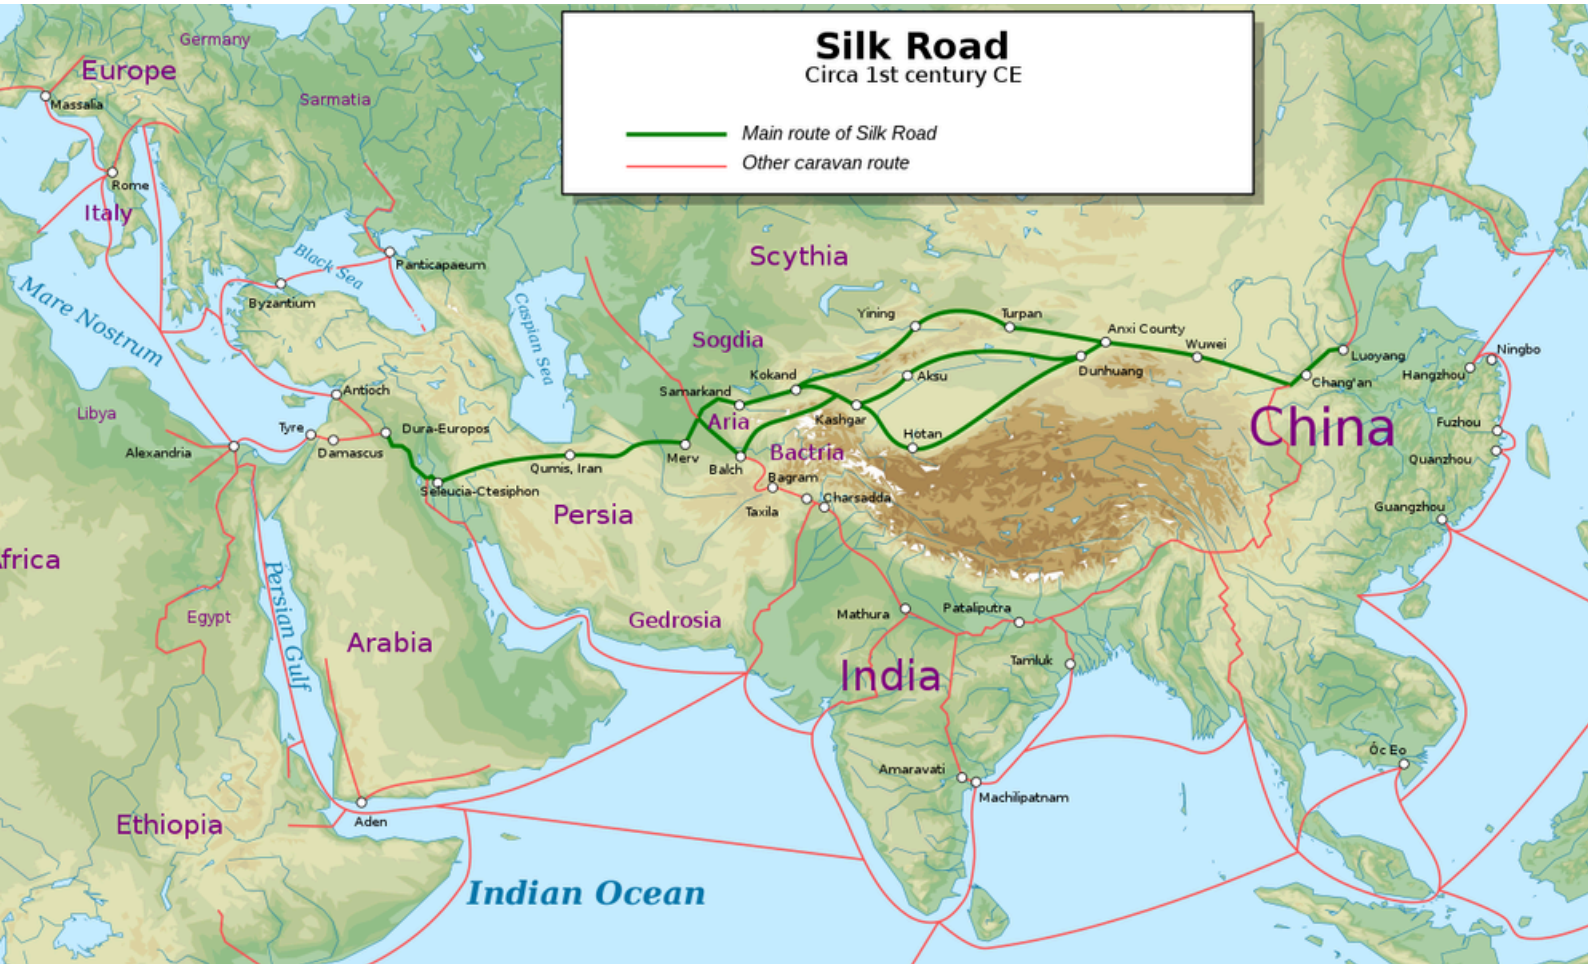 Silk Road
Circa 1st century CE
Main route of Silk Road
Other caravan route
Germany
Europe
Sarmatia
Massalia
Rome
Italy
Black Sea
Panticapaeum
Byzantium
Mare Nostrum
Caspian Sea
Scythia
Yining
Turpan
Anxi County
Wuwei
Sogdia
Luoyang
Ningbo
Kokand
Aksu
Dunhuang
Chang'an
Hangzhou
Antioch
Samarkand
Libya
Aria
Kashgar
China
Fuzhou
Tyre
Dura-Europos
Hotan
Alexandria
Damascus
Merv
Balch
Bactria
Quanzhou
Qumis, Iran
Seleucia-Ctesiphon
Bagram
Charsadda
Persia
Taxila
Guangzhou
frica
Persian Gulf
Egypt
Gedrosia
Mathura
Pataliputra
Arabia
India
Tamluk
Óc Eo
Amaravati
Machilipatnam
Ethiopia
Aden
Indian Ocean